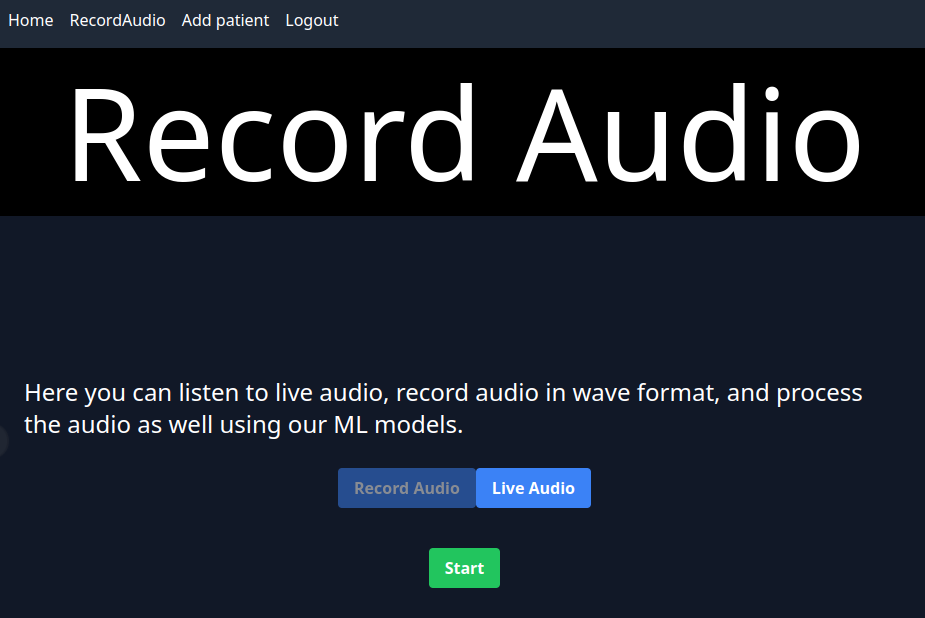 Home RecordAudio Add patient Logout
Record Audio
Here you can listen to live audio, record audio in wave format, and process
the audio as well using our ML models.
Record Audio Live Audio
Start